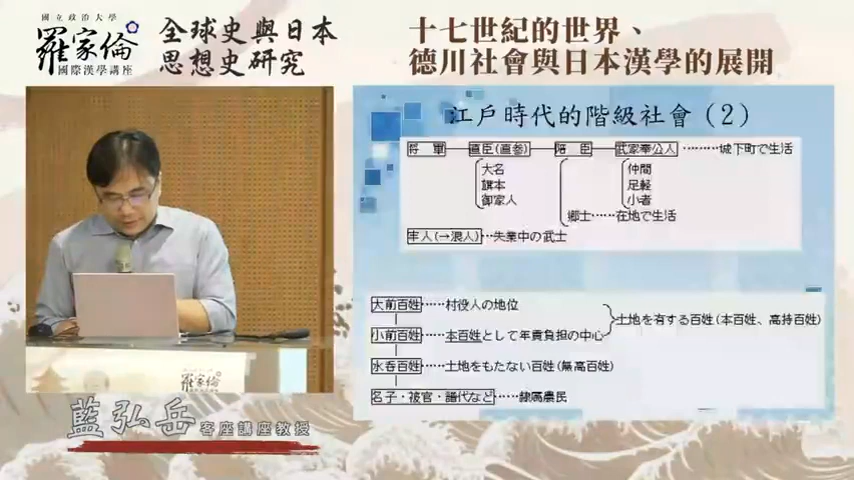 國立政治大學
羅家倫
國際漢學講座
全球史與日本
思想史研究
十七世紀的世界、
德川社會與日本漢學的展開
江戶時代的階級社會（2）
将 軍 直臣(直参) 陪 臣 武家奉公人………城下町で生活
大名 仲間
旗本 足軽
御家人 小者
郷士……在地で生活
牢人(→浪人)…失業中の武士
大前百姓……村役人の地位
土地を有する百姓(本百姓、高持百姓)
小前百姓……本百姓として年貢負担の中心
水呑百姓……土地をもたない百姓(無高百姓)
名子・被官・譜代など……隷属農民
羅家倫
藍弘岳 客座講座教授